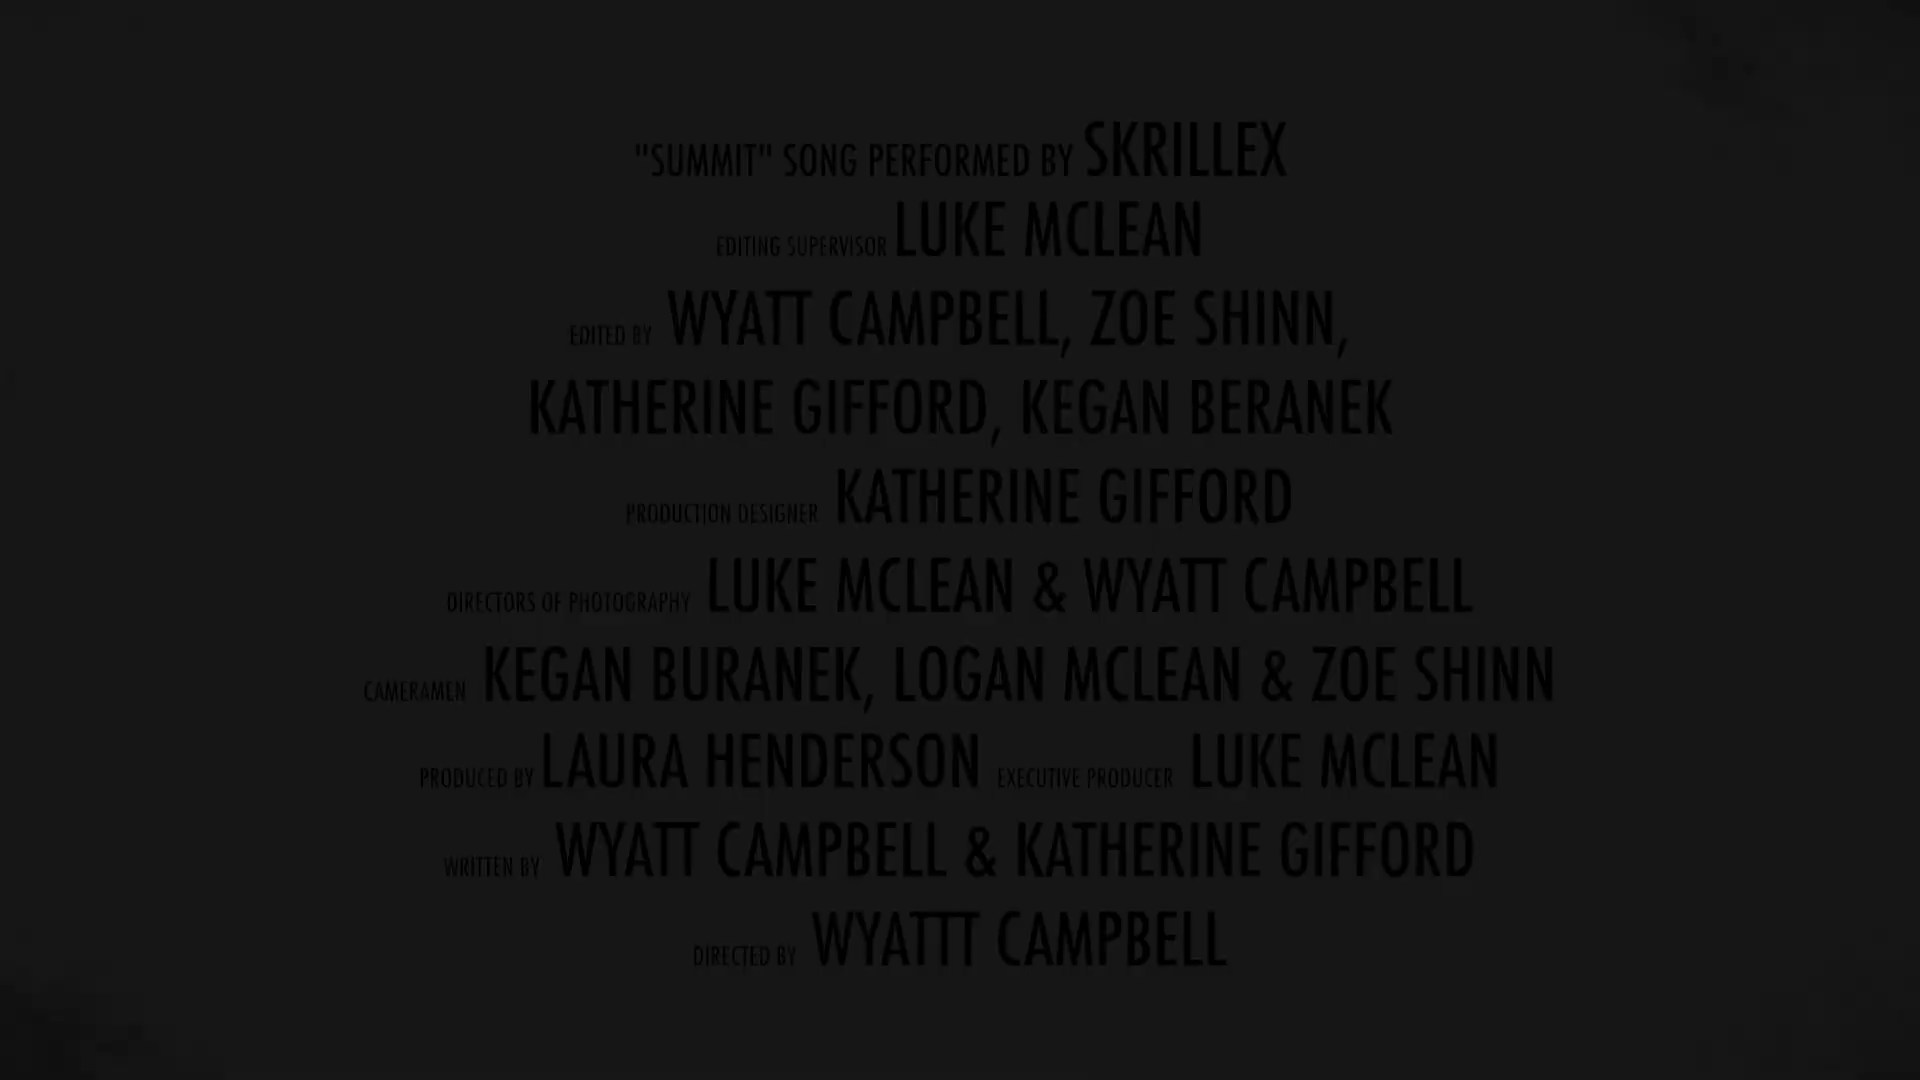 "SUMMIT" SONG PERFORMED BY SKRILLEX
EDITING SUPERVISOR LUKE MCLEAN
EDITED BY WYATT CAMPBELL, ZOE SHINN,
KATHERINE GIFFORD, KEGAN BERANEK
PRODUCTION DESIGNER KATHERINE GIFFORD
DIRECTORS OF PHOTOGRAPHY LUKE MCLEAN & WYATT CAMPBELL
CAMERAMEN KEGAN BURANEK, LOGAN MCLEAN & ZOE SHINN
PRODUCED BY LAURA HENDERSON EXECUTIVE PRODUCER LUKE MCLEAN
WRITTEN BY WYATT CAMPBELL & KATHERINE GIFFORD
DIRECTED BY WYATTT CAMPBELL